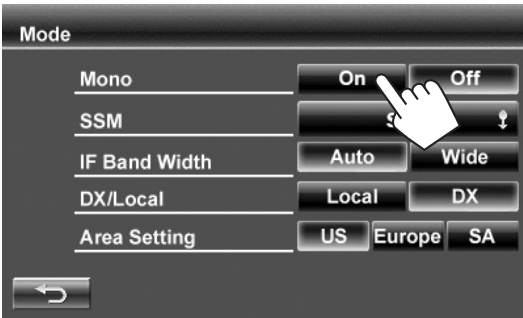 Mode
Mono On Off
SSM
IF Band Width Auto Wide
DX/Local Local DX
Area Setting US Europe SA